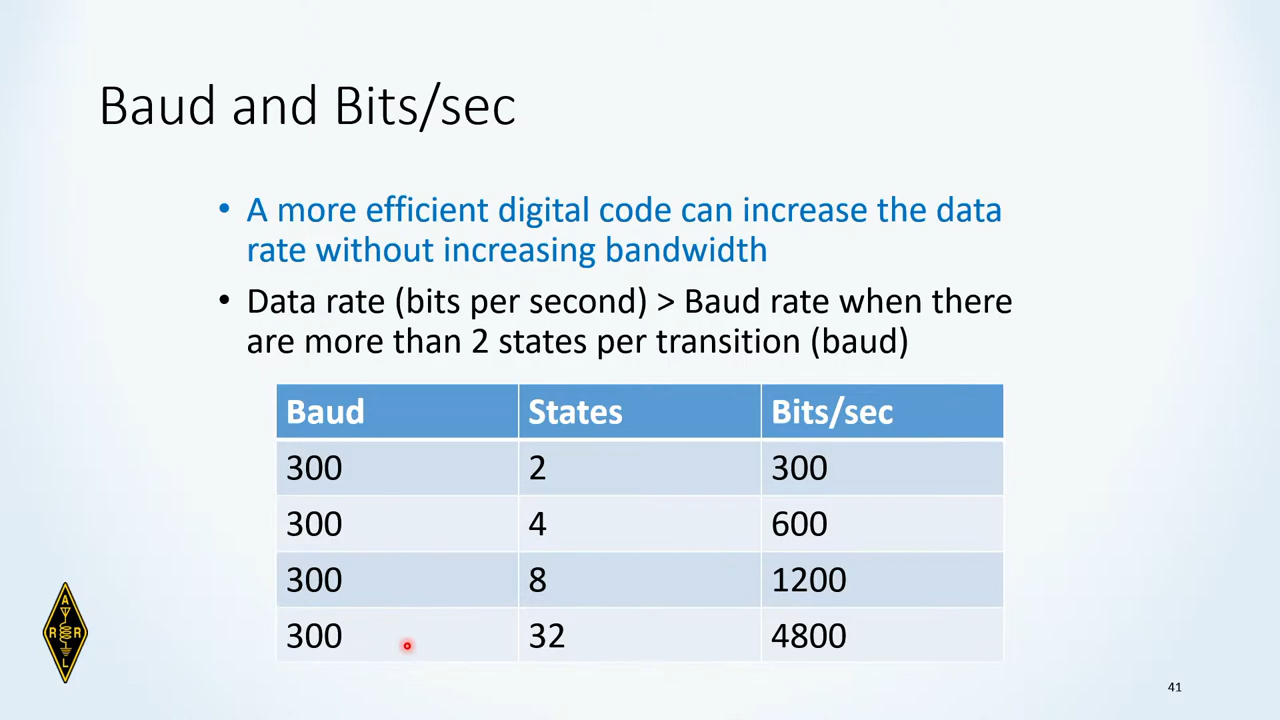 Baud and Bits/sec
• A more efficient digital code can increase the data
rate without increasing bandwidth
• Data rate (bits per second) > Baud rate when there
are more than 2 states per transition (baud)
Baud States Bits/sec
300 2 300
300 4 600
300 8 1200
300 32 4800
A
R R
L
41